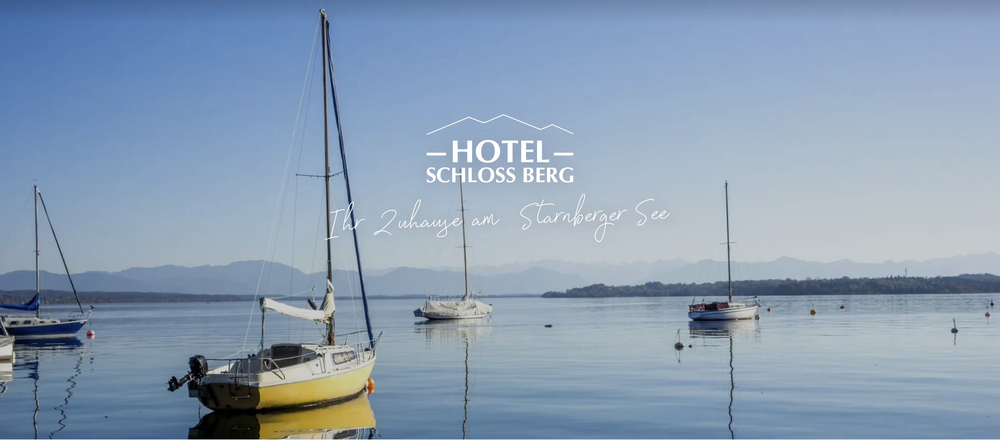 HOTEL
SCHLOSS BERG
Ihr Zuhause am Starnberger See